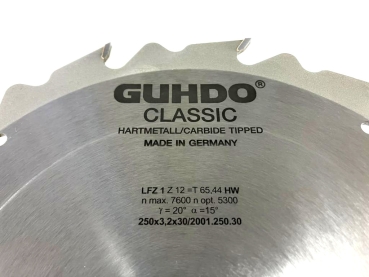 GUHDO®
CLASSIC
HARTMETALL/CARBIDE TIPPED
MADE IN GERMANY
LFZ 1 Z 12 =T 65,44 HW
n max. 7600 n opt. 5300
γ = 20° α =15°
250x3,2x30/2001.250.30